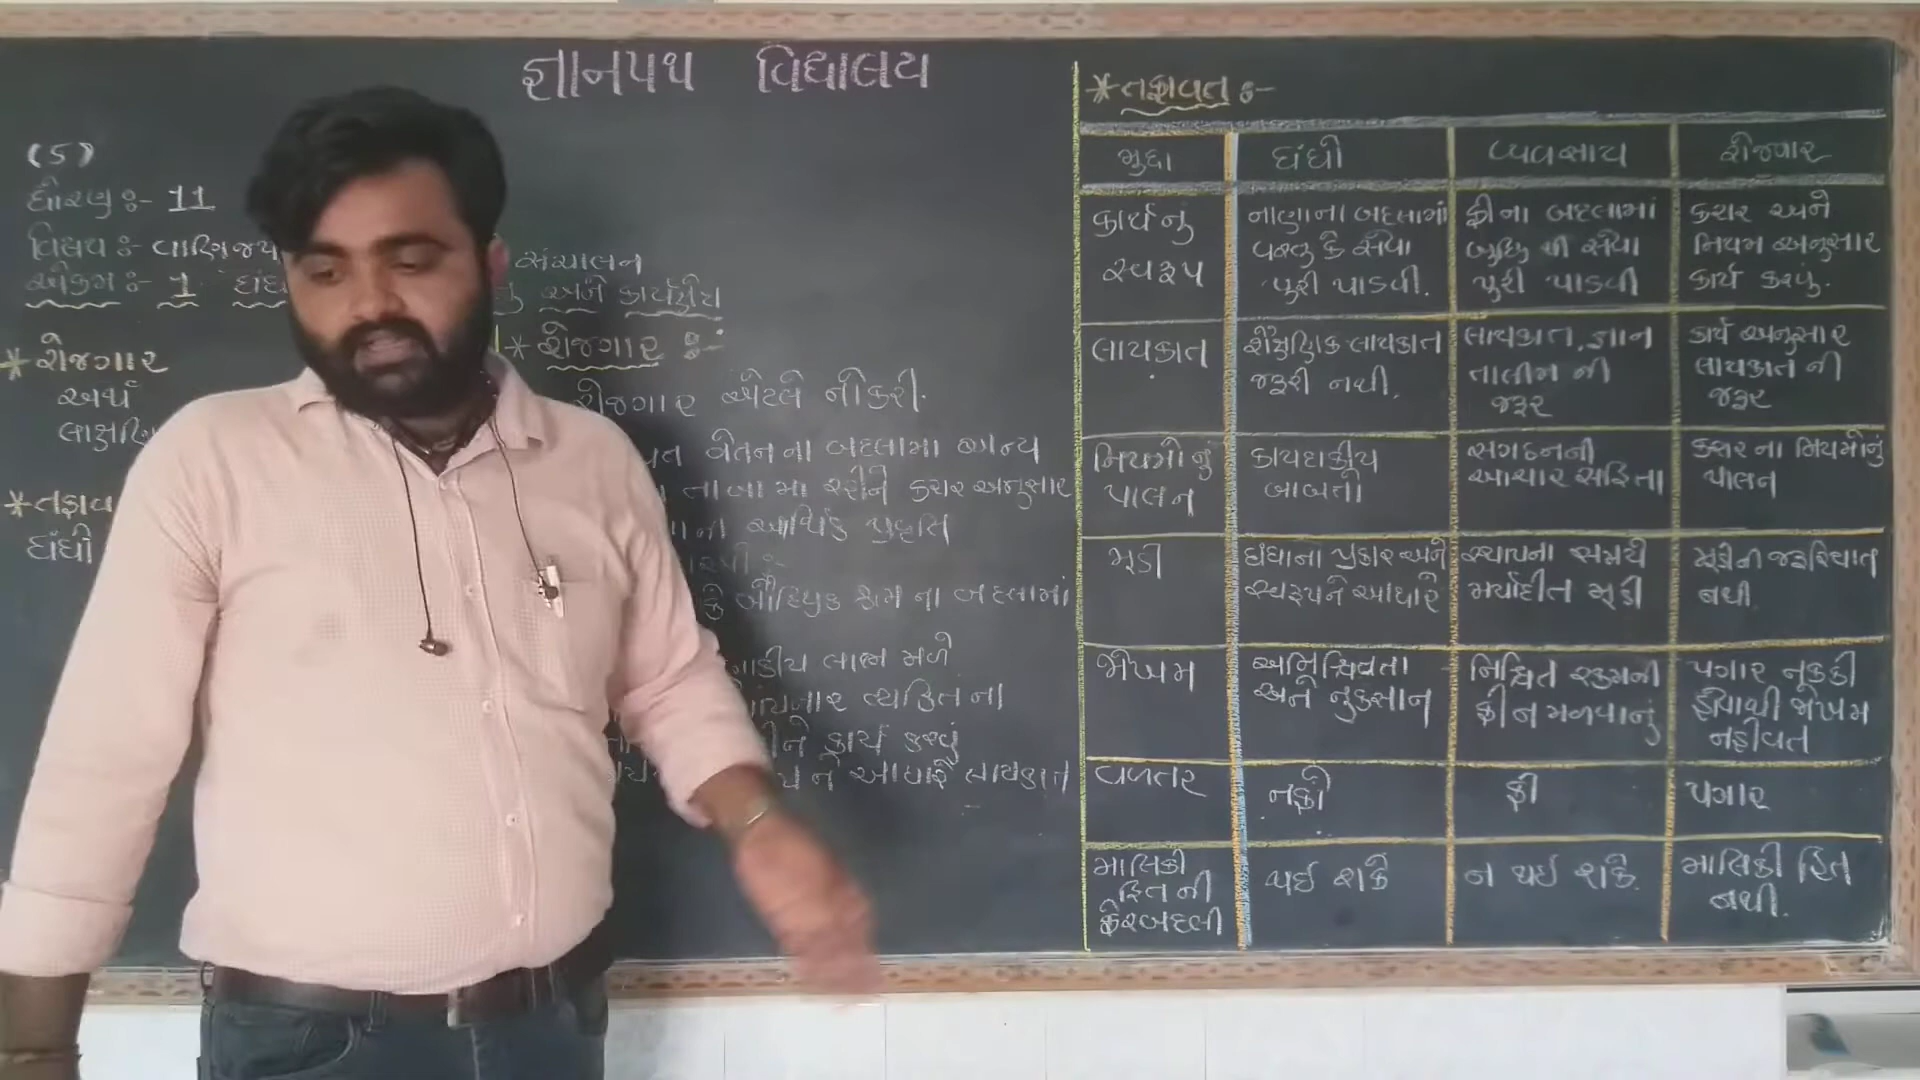 જ્ઞાનપથ વિદ્યાલય
(5)
ધોરણ :- 11
વિષય :- વાણિજ્ય
સંચાલન
એકમ :- 1 ધંધ
અને કાર્યક્ષેત્ર
* રોજગાર
અર્થ
લાક્ષણિ
* તફાવ
ધંધો
* રોજગાર :-
રોજગાર એટલે નોકરી.
વેતન ના બદલામા અન્ય
તાબામા રહીને કરાર અનુસાર
આર્થિક પ્રવૃતિ
કે બૌધ્ધિક કામ ના બદલામાં
લાભ મળે
વ્યકિત ના
કાર્ય કરવું
ને આધારે લાયકાત
* તફાવત :-
મુદ્દા
ધંધો
વ્યવસાય
રોજગાર
કાર્યનું
સ્વરૂપ
નાણાના બદલામાં
વસ્તુ કે સેવા
પુરી પાડવી.
ફીના બદલામાં
બુદ્ધિ થી સેવા
પુરી પાડવી
કરાર અને
નિયમ અનુસાર
કાર્ય કરવું.
લાયકાત
શૈક્ષણિક લાયકાત
જરૂરી નથી.
લાયકાત, જ્ઞાન
તાલીમ ની
જરૂર
કાર્ય અનુસાર
લાયકાત ની
જરૂર
નિયમોનું
પાલન
કાયદાકીય
બાબતો
સંગઠનની
આચાર સંહિતા
કરાર ના નિયમોનું
પાલન
મૂડી
ધંધાના પ્રકાર અને
સ્વરૂપને આધારે
સ્થાપના સમયે
મર્યાદીત મૂડી
મૂડીની જરૂરિયાત
નથી
જોખમ
અનિશ્ચિતતા
અને નુકસાન
નિશ્ચિત રકમની
ફી ન મળવાનું
પગાર નક્કી
હોવાથી જોખમ
નહીવત
વળતર
નફો
ફી
પગાર
માલિકી
હિત ની
ફેરબદલી
થઈ શકે
ન થઈ શકે.
માલિકી હિત
નથી.